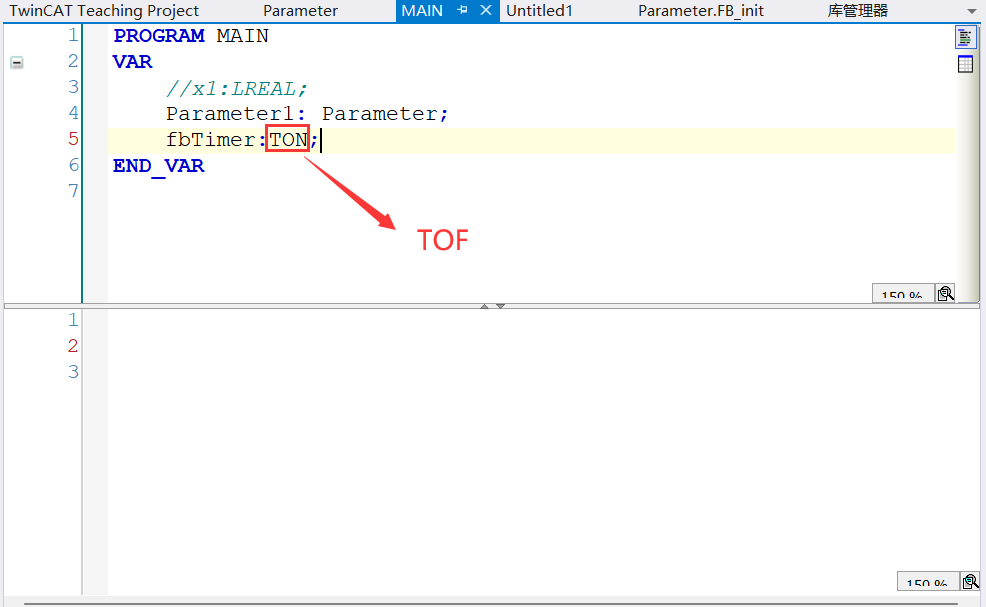 TwinCAT Teaching Project Parameter MAIN Untitled1 Parameter.FB_init 库管理器
1 PROGRAM MAIN
2 VAR
3 //x1:LREAL;
4 Parameter1: Parameter;
5 fbTimer:TON;
6 END_VAR
7
TOF
150 %
1
2
3
150 %